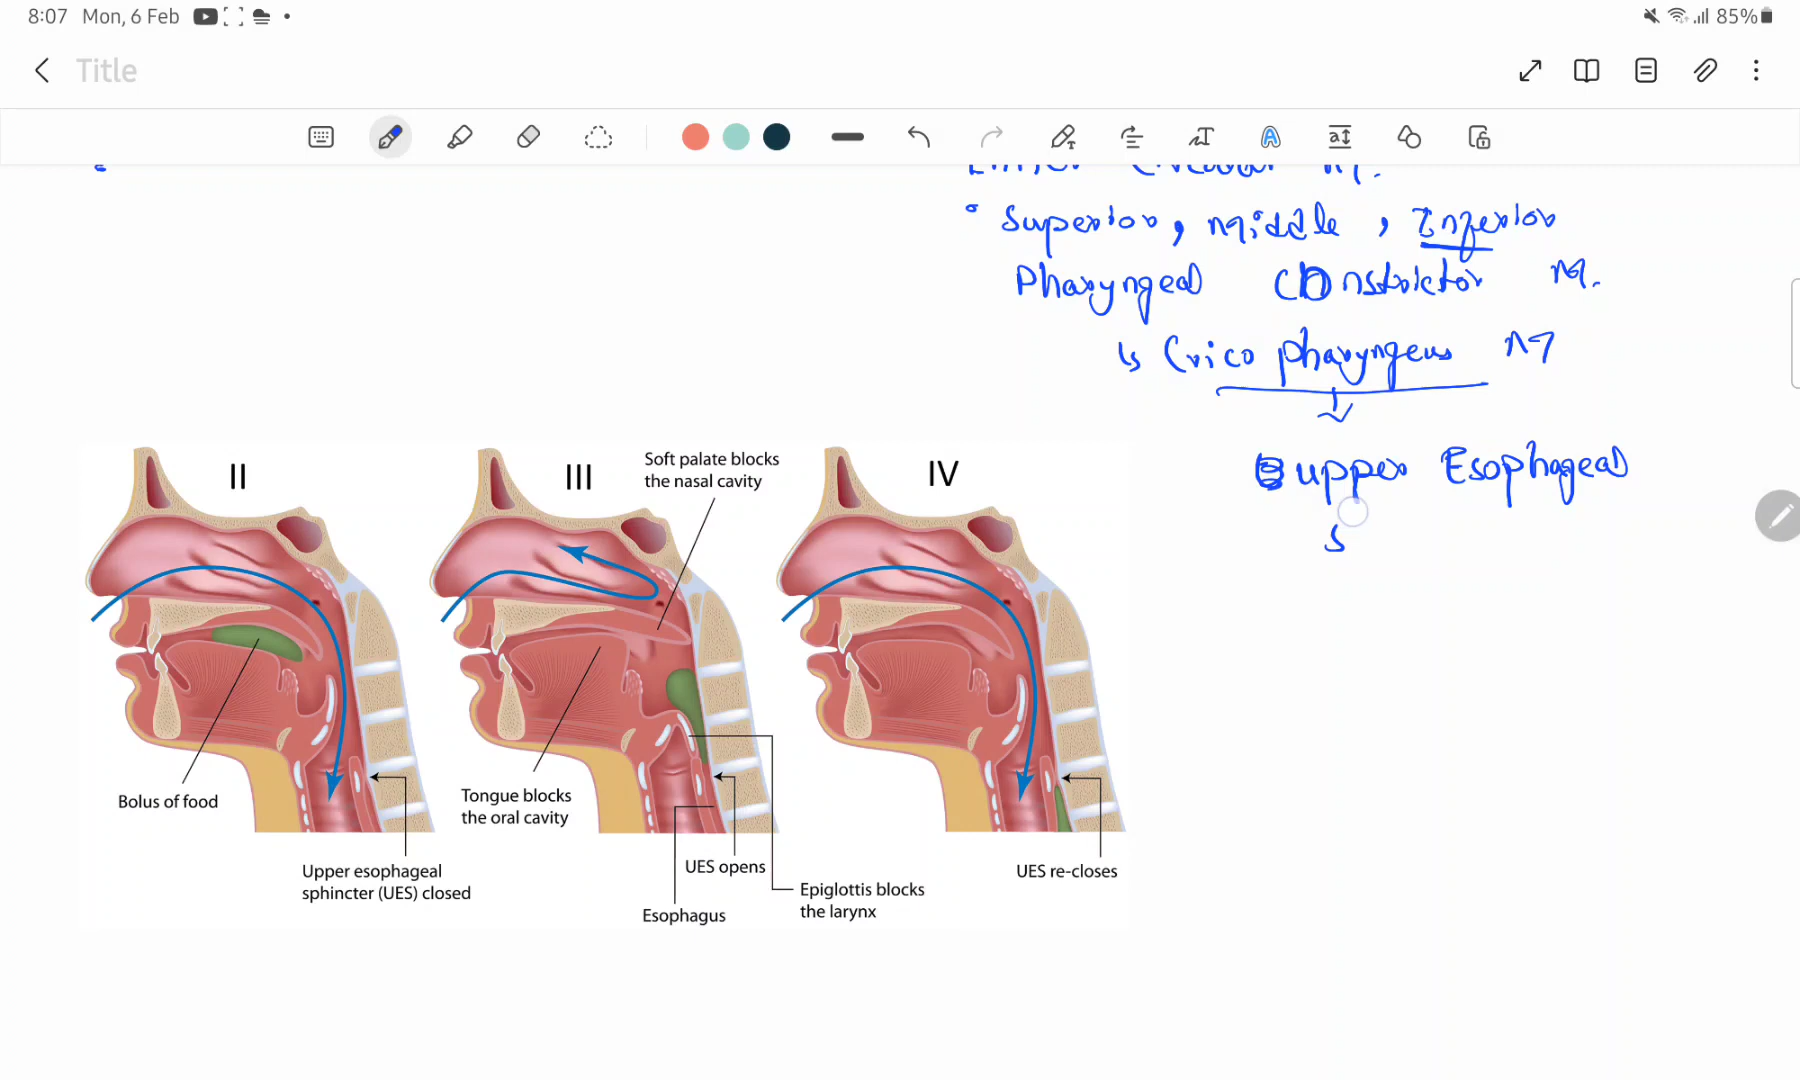 8:07 Mon, 6 Feb
85%
Title
Superior, middle, Inferior
Pharyngeal Constrictor M.
Crico pharyngeus M
upper Esophageal
s
II
III
IV
Soft palate blocks
the nasal cavity
Bolus of food
Tongue blocks
the oral cavity
Upper esophageal
sphincter (UES) closed
UES opens
Esophagus
Epiglottis blocks
the larynx
UES re-closes